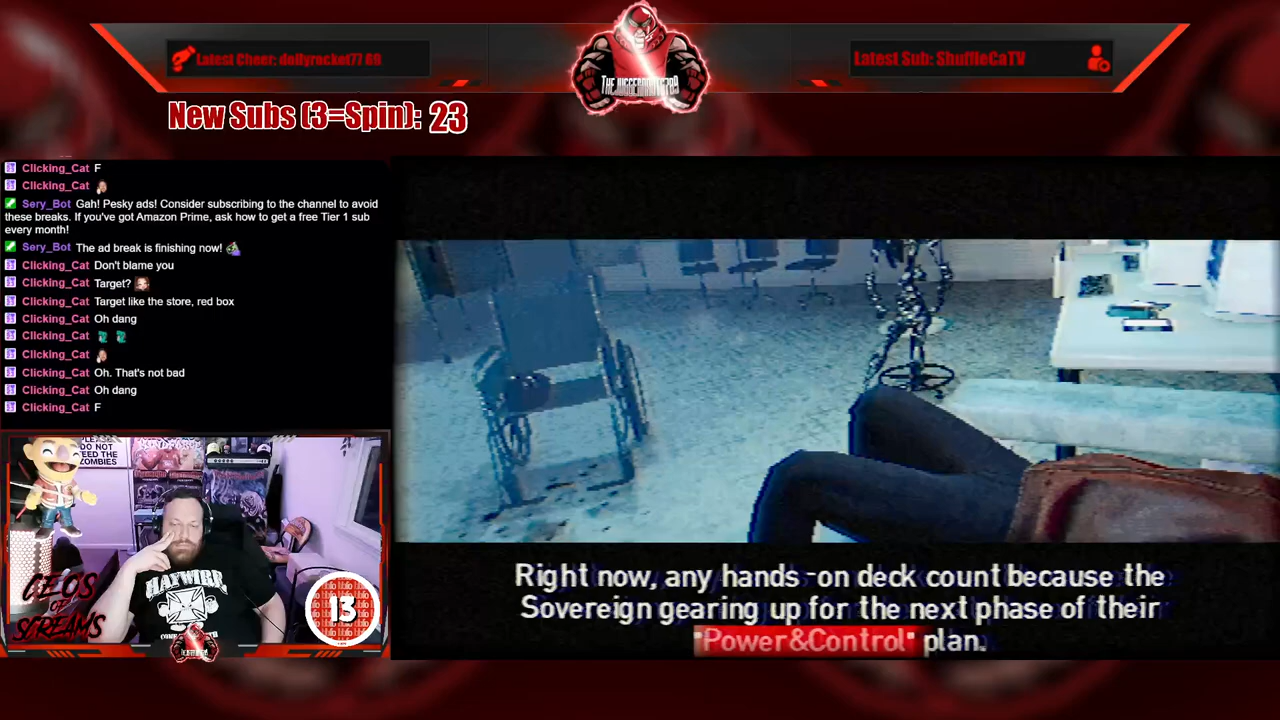 Latest Cheer: dollyrocket77 69
Latest Sub: ShuffleCaTV
New Subs (3=Spin): 23
Clicking_Cat F
Clicking_Cat
Sery_Bot Gah! Pesky ads! Consider subscribing to the channel to avoid
these breaks. If you've got Amazon Prime, ask how to get a free Tier 1 sub
every month!
Sery_Bot The ad break is finishing now!
Clicking_Cat Don't blame you
Clicking_Cat Target?
Clicking_Cat Target like the store, red box
Clicking_Cat Oh dang
Clicking_Cat
Clicking_Cat
Clicking_Cat Oh. That's not bad
Clicking_Cat Oh dang
Clicking_Cat F
DO NOT
FEED THE
ZOMBIES
CEO'S
OF
SCREAMS
HAYWIRE
13
Right now, any hands -on deck count because the
Sovereign gearing up for the next phase of their
"Power&Control" plan.